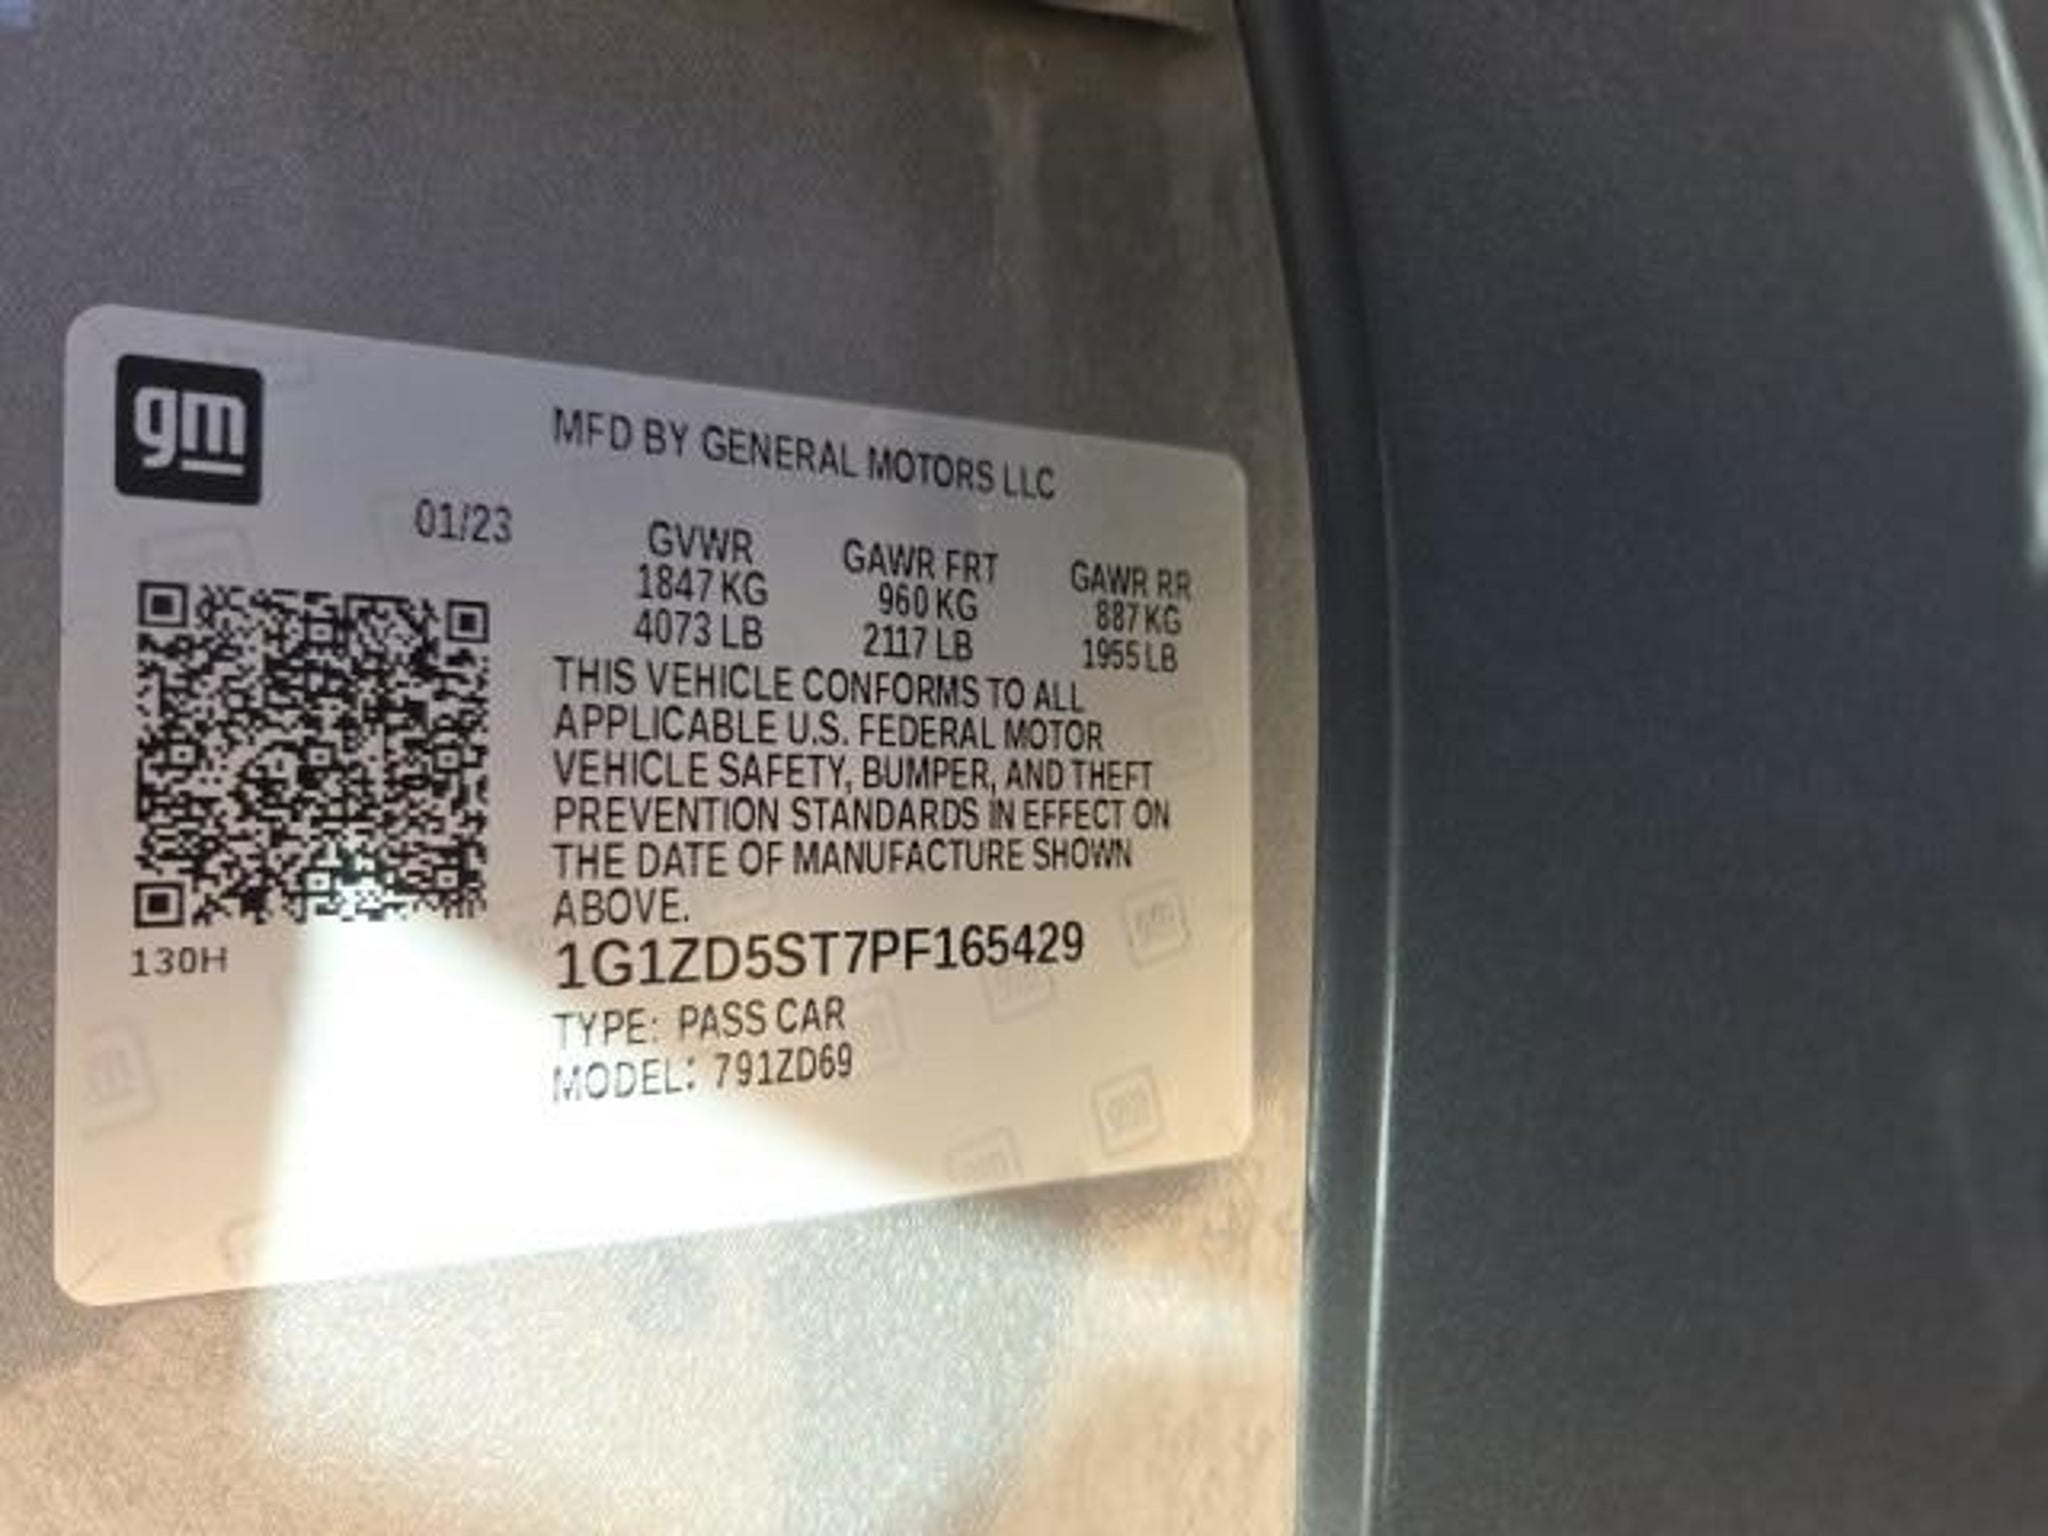 gm
MFD BY GENERAL MOTORS LLC
01/23
GVWR GAWR FRT GAWR RR
1847 KG 960 KG 887 KG
4073 LB 2117 LB 1955 LB
THIS VEHICLE CONFORMS TO ALL
APPLICABLE U.S. FEDERAL MOTOR
VEHICLE SAFETY, BUMPER, AND THEFT
PREVENTION STANDARDS IN EFFECT ON
THE DATE OF MANUFACTURE SHOWN
ABOVE.
130H
1G1ZD5ST7PF165429
TYPE: PASS CAR
MODEL: 791ZD69